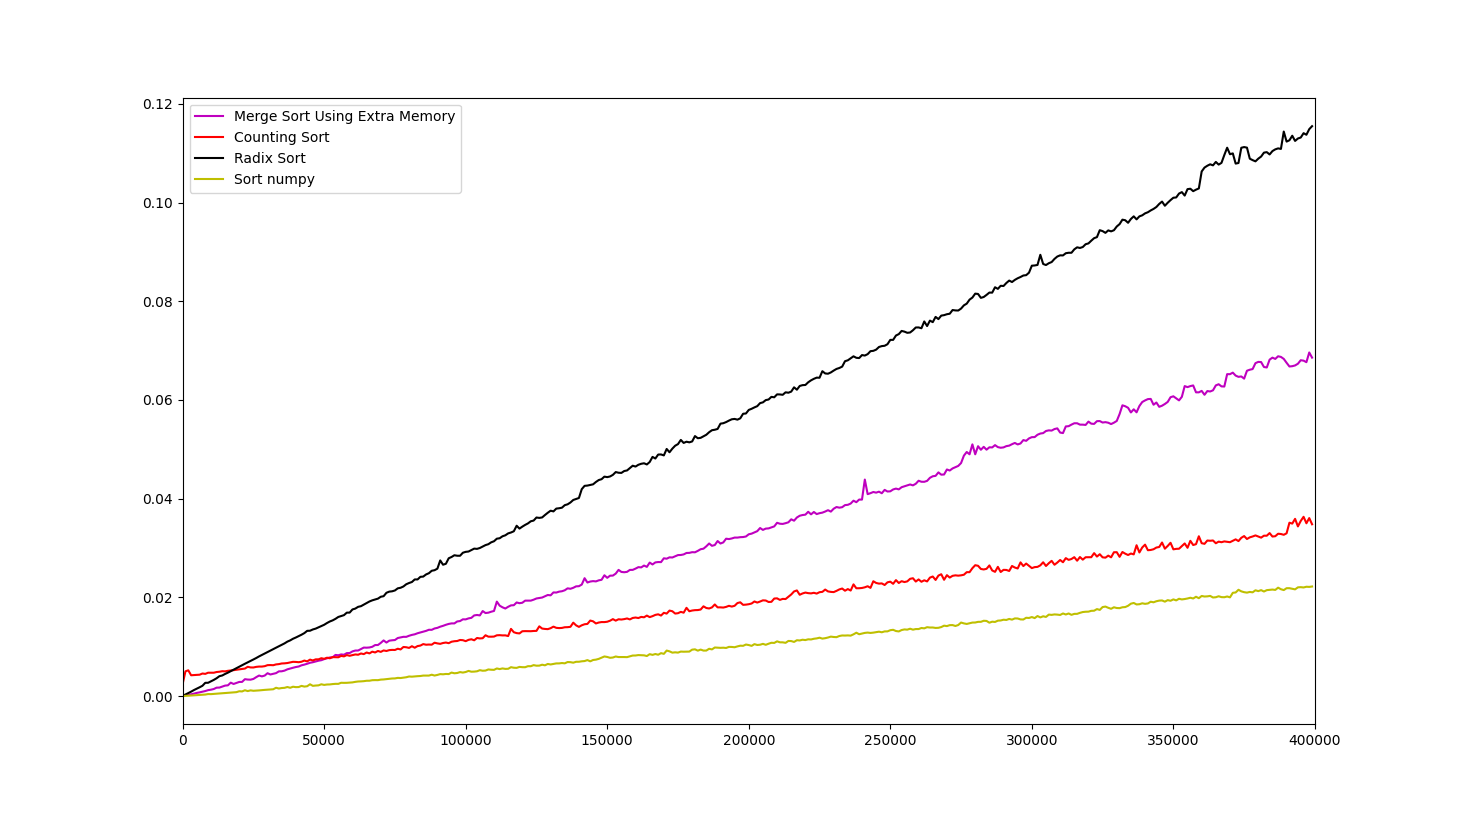 0.12
0.10
0.08
0.06
0.04
0.02
0.00
Merge Sort Using Extra Memory
Counting Sort
Radix Sort
Sort numpy
0 50000 100000 150000 200000 250000 300000 350000 400000